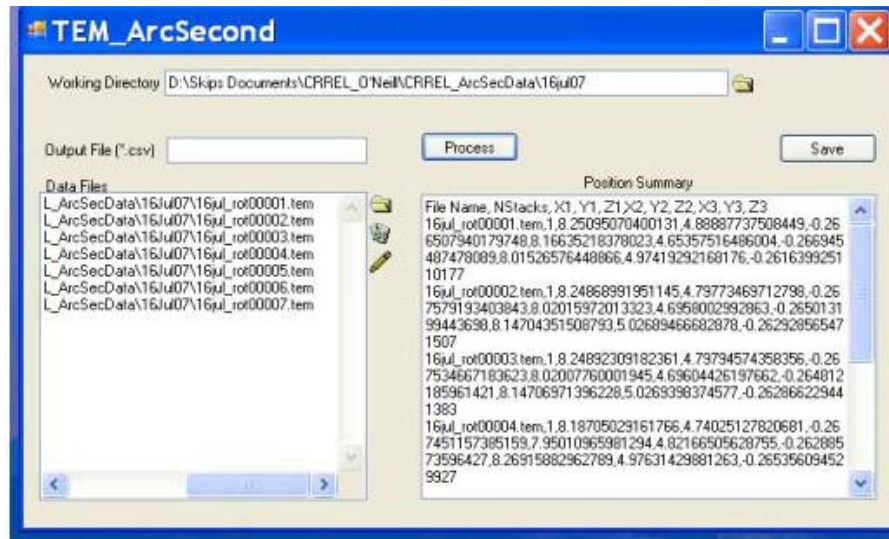 TEM_ArcSecond
Working Directory D:\Skips Documents\CRREL_O'Neill\CRREL_ArcSecData\16jul07
Output File (*.csv)
Process
Save
Data Files
L_ArcSecData\16Jul07\16jul_rot00001.tem
L_ArcSecData\16Jul07\16jul_rot00002.tem
L_ArcSecData\16Jul07\16jul_rot00003.tem
L_ArcSecData\16Jul07\16jul_rot00004.tem
L_ArcSecData\16Jul07\16jul_rot00005.tem
L_ArcSecData\16Jul07\16jul_rot00006.tem
L_ArcSecData\16Jul07\16jul_rot00007.tem
Position Summary
File Name, NStacks, X1, Y1, Z1,X2, Y2, Z2, X3, Y3, Z3
16jul_rot00001.tem,1,8.25095070400131,4.88887737508449,-0.26
6507940179748,8.16635218378023,4.65357516486004,-0.266945
487478089,8.01526576448866,4.97419292168176,-0.2616399251
10177
16jul_rot00002.tem,1,8.24868991951145,4.79773469712798,-0.26
7579193403843,8.02015972013323,4.6958002992863,-0.2650131
99443698,8.14704351508793,5.02689466682878,-0.26292856547
1507
16jul_rot00003.tem,1,8.24892309182361,4.79794574358356,-0.26
7534667183623,8.02007760001945,4.69604426197662,-0.264812
185961421,8.14706971396228,5.0269398374577,-0.26286622944
1383
16jul_rot00004.tem,1,8.18705029161766,4.74025127820681,-0.26
7451157385159,7.95010965981294,4.82166505628755,-0.262885
73596427,8.26915882962789,4.97631429881263,-0.26535609452
9927